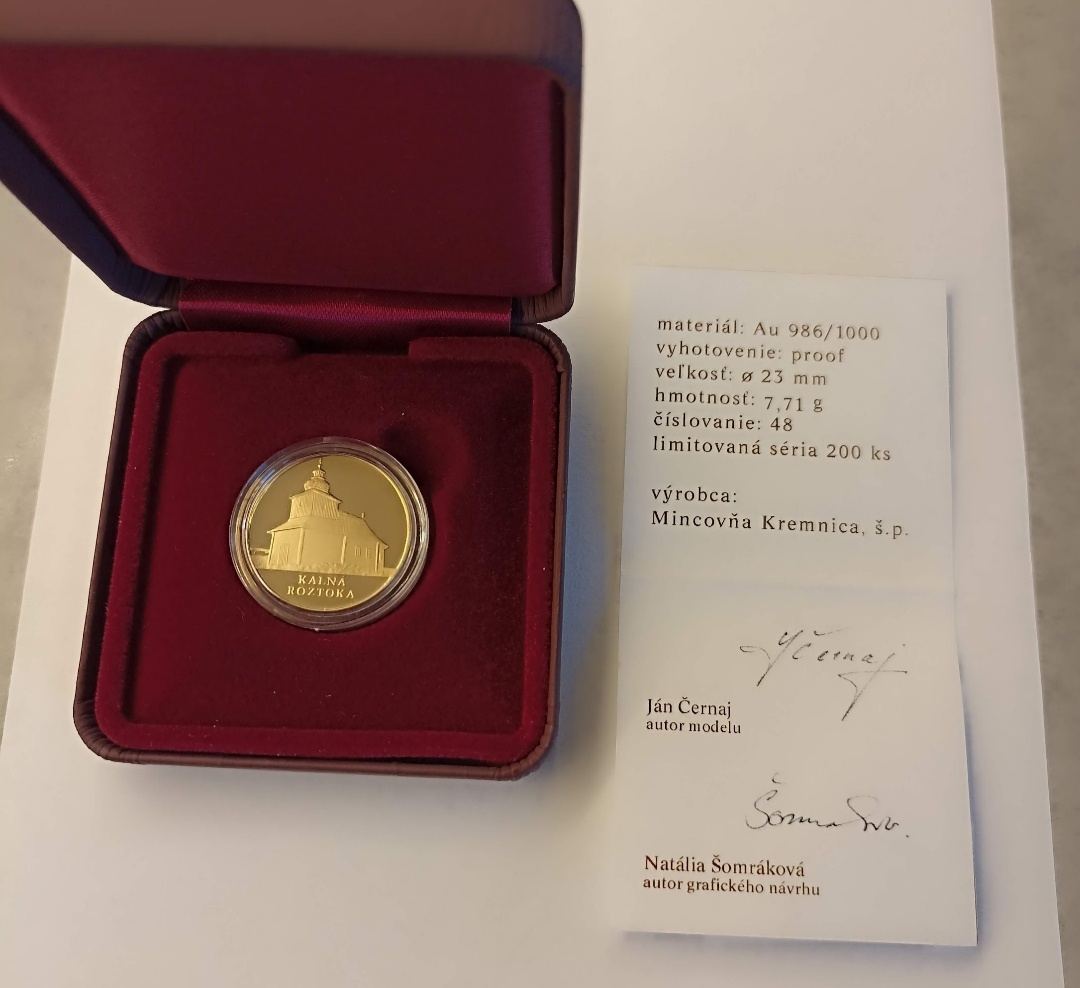 KALNÁ
ROZTOKA
materiál: Au 986/1000
vyhotovenie: proof
veľkosť: ø 23 mm
hmotnosť: 7,71 g
číslovanie: 48
limitovaná séria 200 ks
výrobca:
Mincovňa Kremnica, š.p.
Ján Černaj
autor modelu
Natália Šomráková
autor grafického návrhu